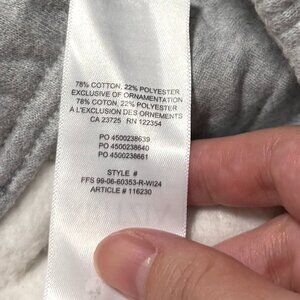 78% COTTON, 22% POLYESTER
EXCLUSIVE OF ORNAMENTATION
78% COTON, 22% POLYESTER
À L'EXCLUSION DES ORNEMENTS
CA 23725 RN 122354
PO 4500238639
PO 4500238640
PO 4500238661
STYLE #
FFS 99-08-60353-R-WI24
ARTICLE # 116230